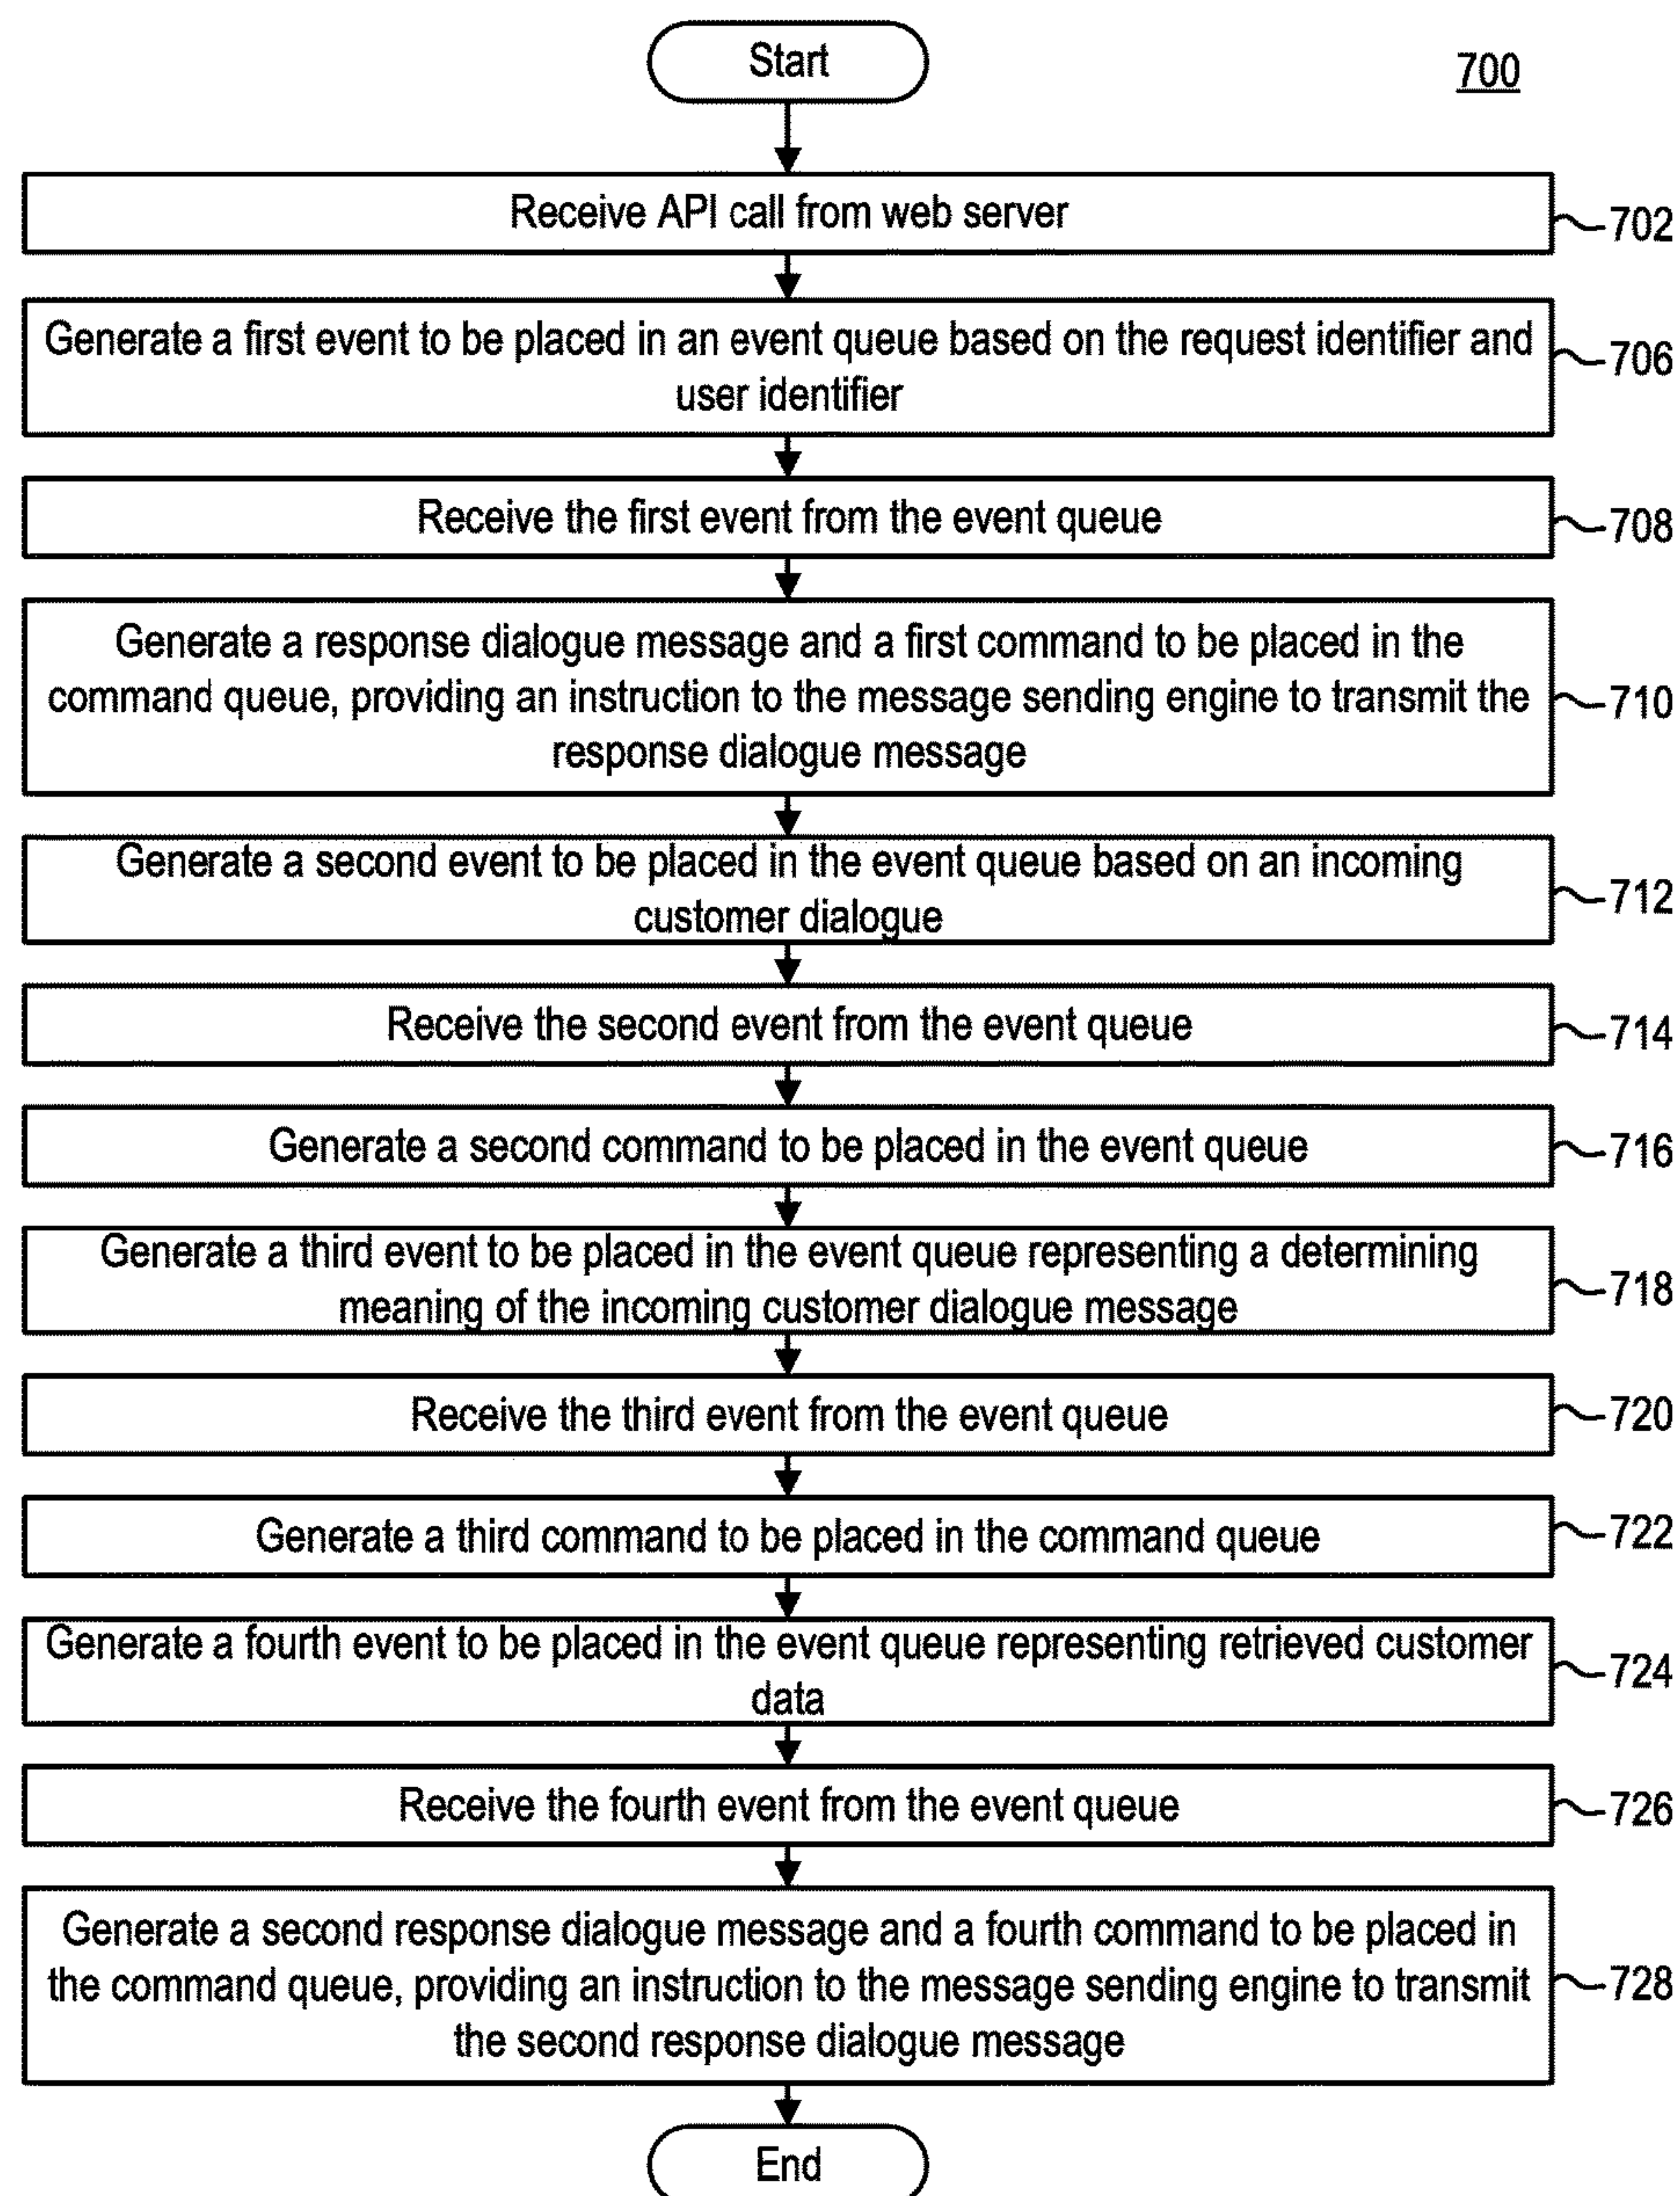 Start
700
Receive API call from web server
702
Generate a first event to be placed in an event queue based on the request identifier and
user identifier
706
Receive the first event from the event queue
708
Generate a response dialogue message and a first command to be placed in the
command queue, providing an instruction to the message sending engine to transmit the
response dialogue message
710
Generate a second event to be placed in the event queue based on an incoming
customer dialogue
712
Receive the second event from the event queue
714
Generate a second command to be placed in the event queue
716
Generate a third event to be placed in the event queue representing a determining
meaning of the incoming customer dialogue message
718
Receive the third event from the event queue
720
Generate a third command to be placed in the command queue
722
Generate a fourth event to be placed in the event queue representing retrieved customer
data
724
Receive the fourth event from the event queue
726
Generate a second response dialogue message and a fourth command to be placed in
the command queue, providing an instruction to the message sending engine to transmit
the second response dialogue message
728
End